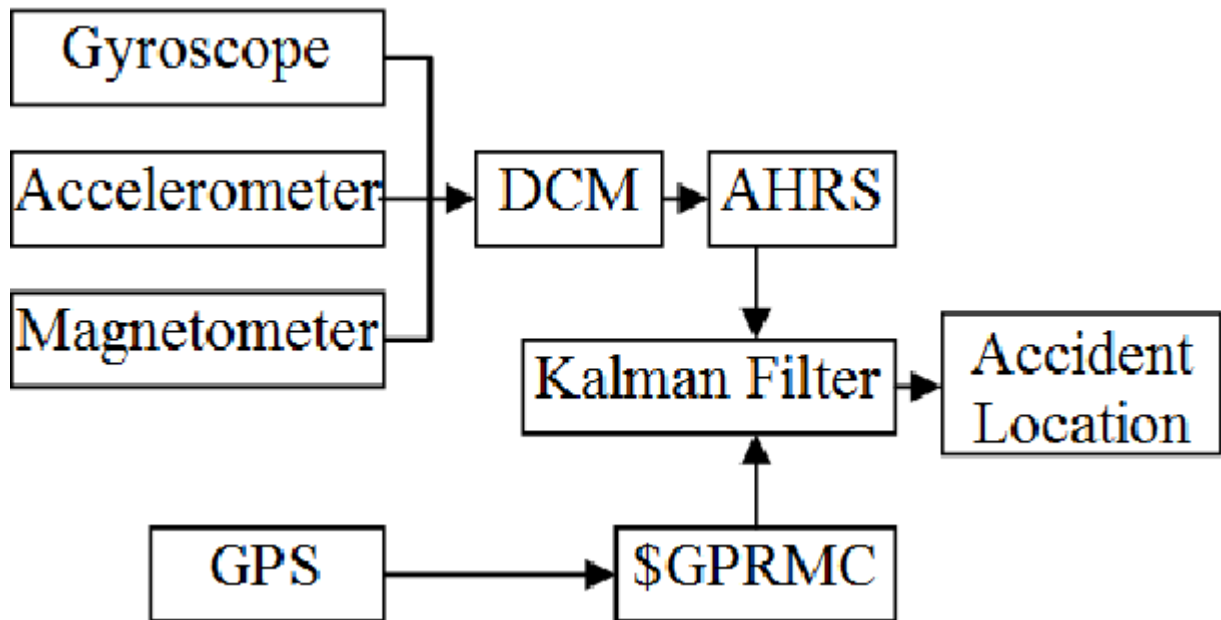 Gyroscope
Accelerometer
DCM
AHRS
Magnetometer
Kalman Filter
Accident
Location
GPS
$GPRMC